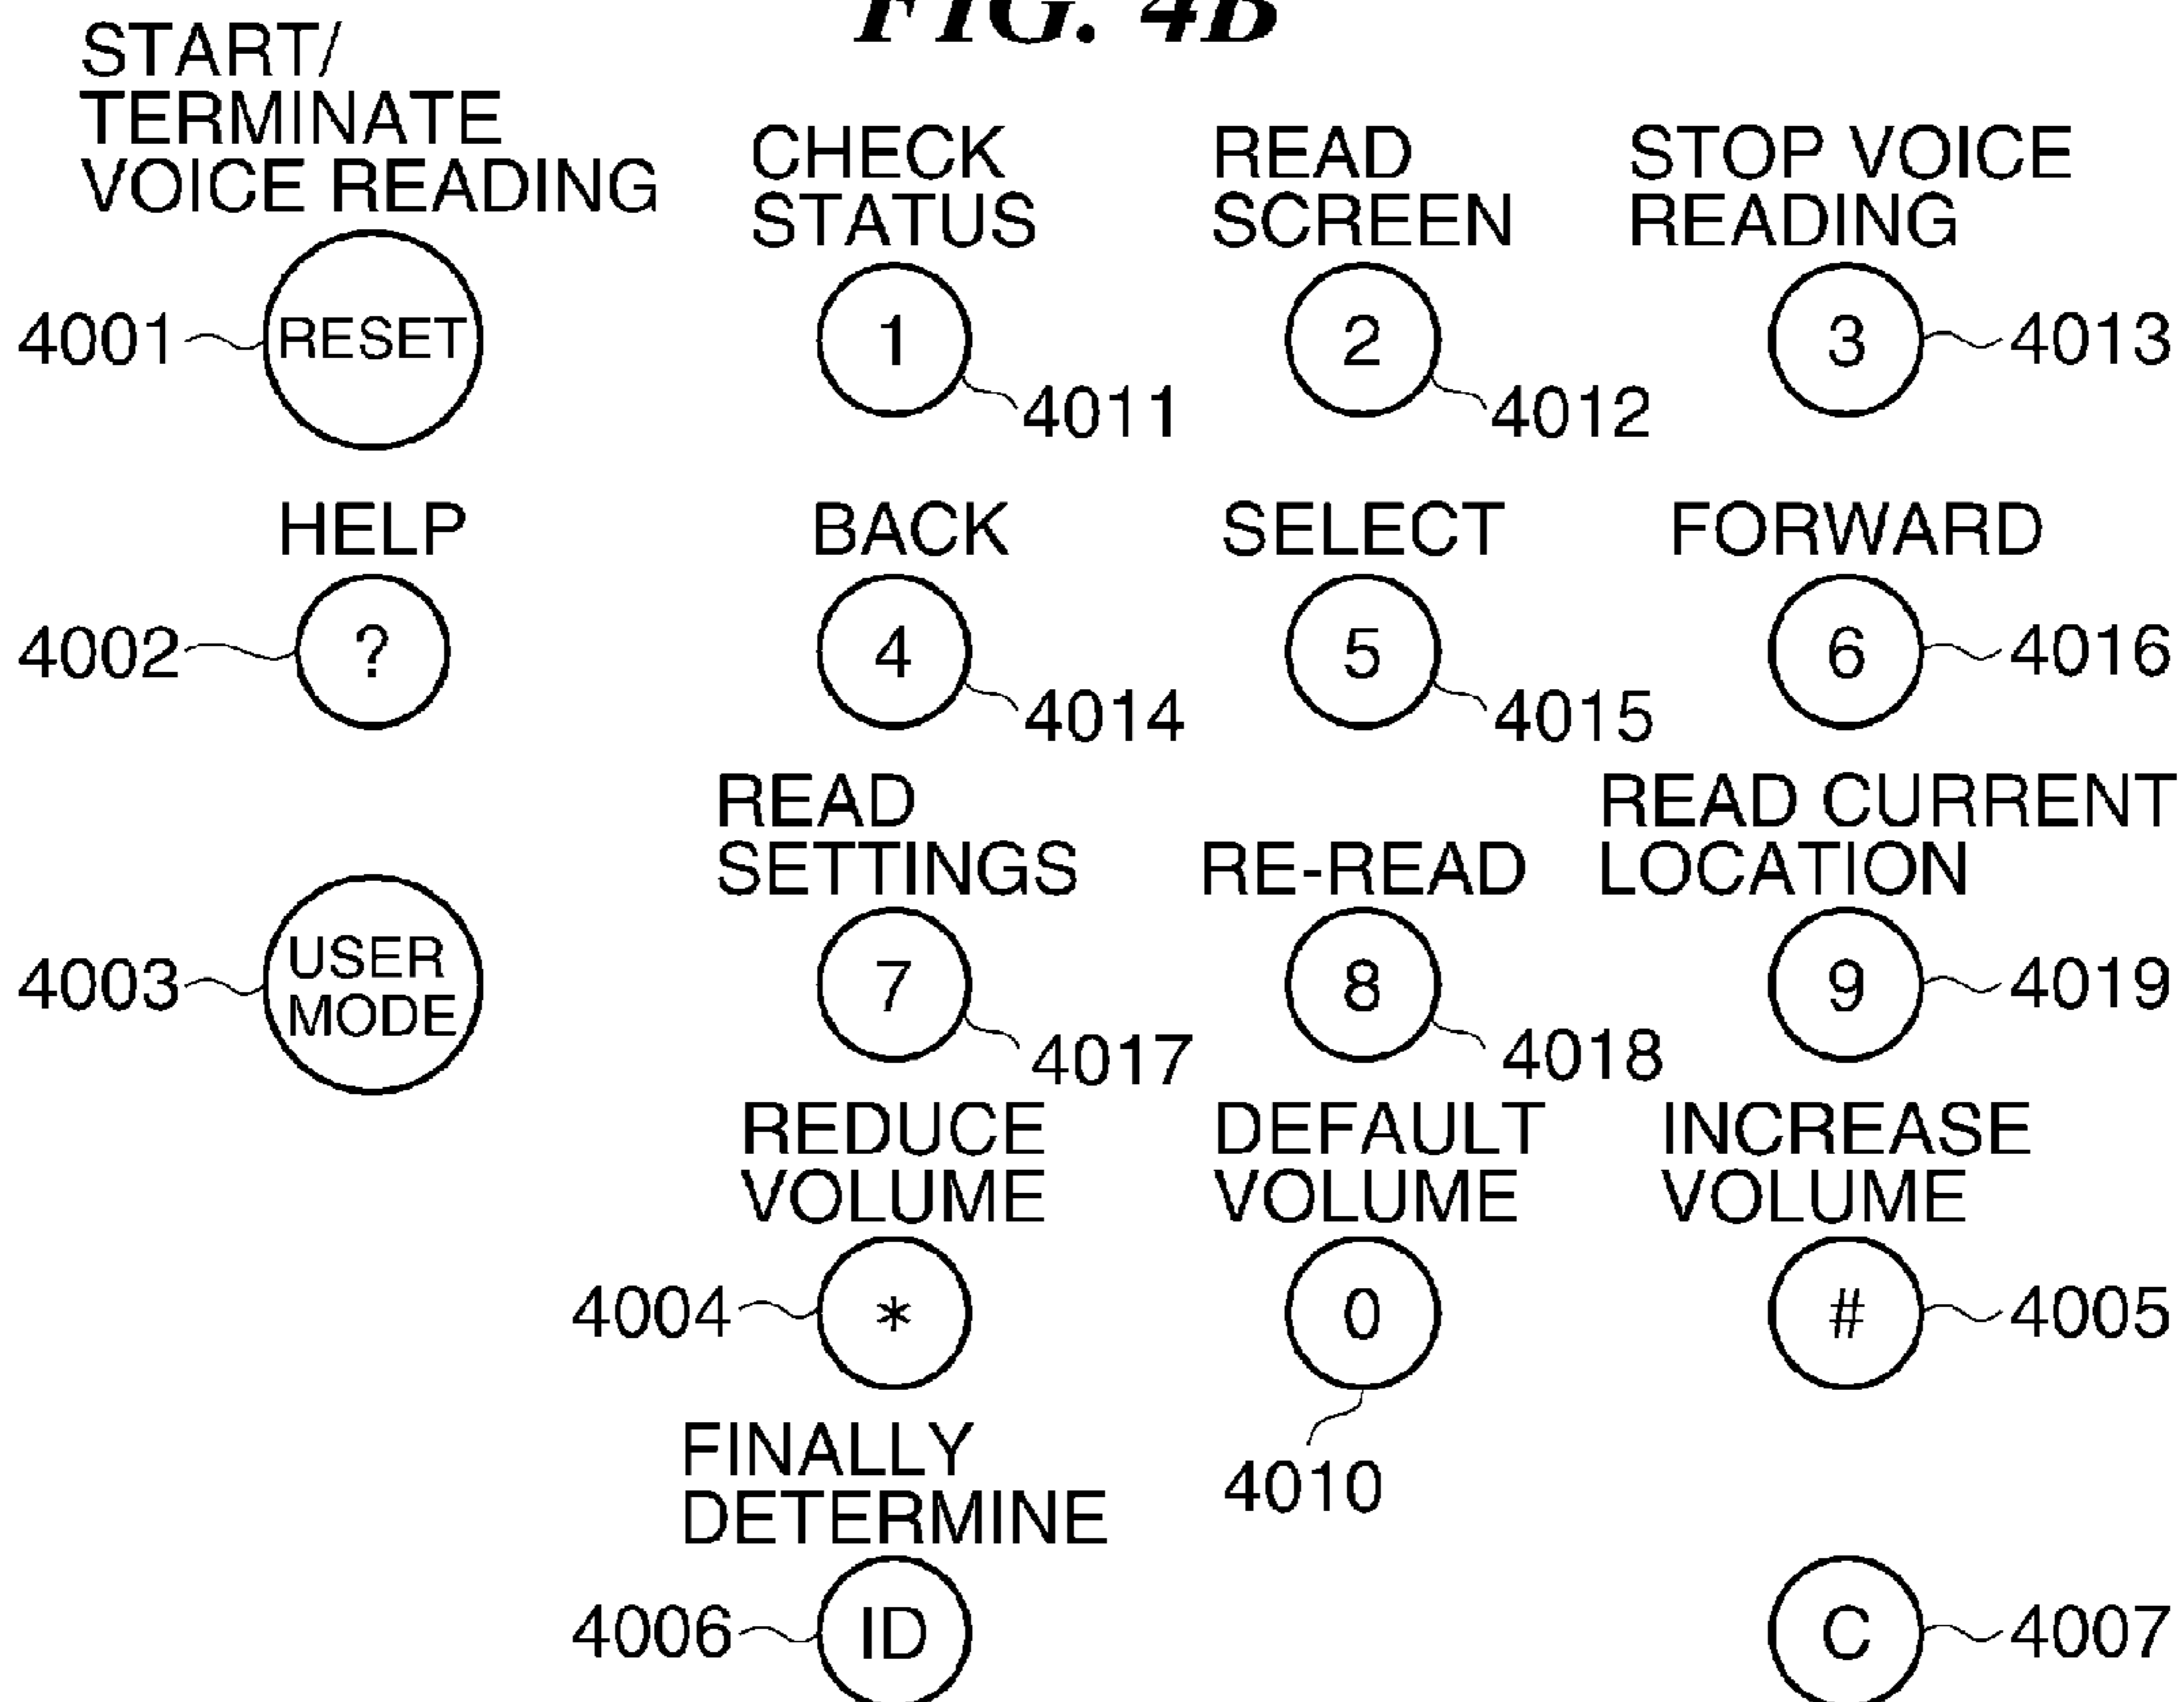 FIG. 4B
START/
TERMINATE
VOICE READING
CHECK
STATUS
READ
SCREEN
STOP VOICE
READING
4001
RESET
1
4011
2
4012
3
4013
HELP
BACK
SELECT
FORWARD
4002
?
4
4014
5
4015
6
4016
READ
SETTINGS
RE-READ
READ CURRENT
LOCATION
4003
USER
MODE
7
4017
8
4018
9
4019
REDUCE
VOLUME
DEFAULT
VOLUME
INCREASE
VOLUME
4004
*
0
4010
#
4005
FINALLY
DETERMINE
4006
ID
C
4007